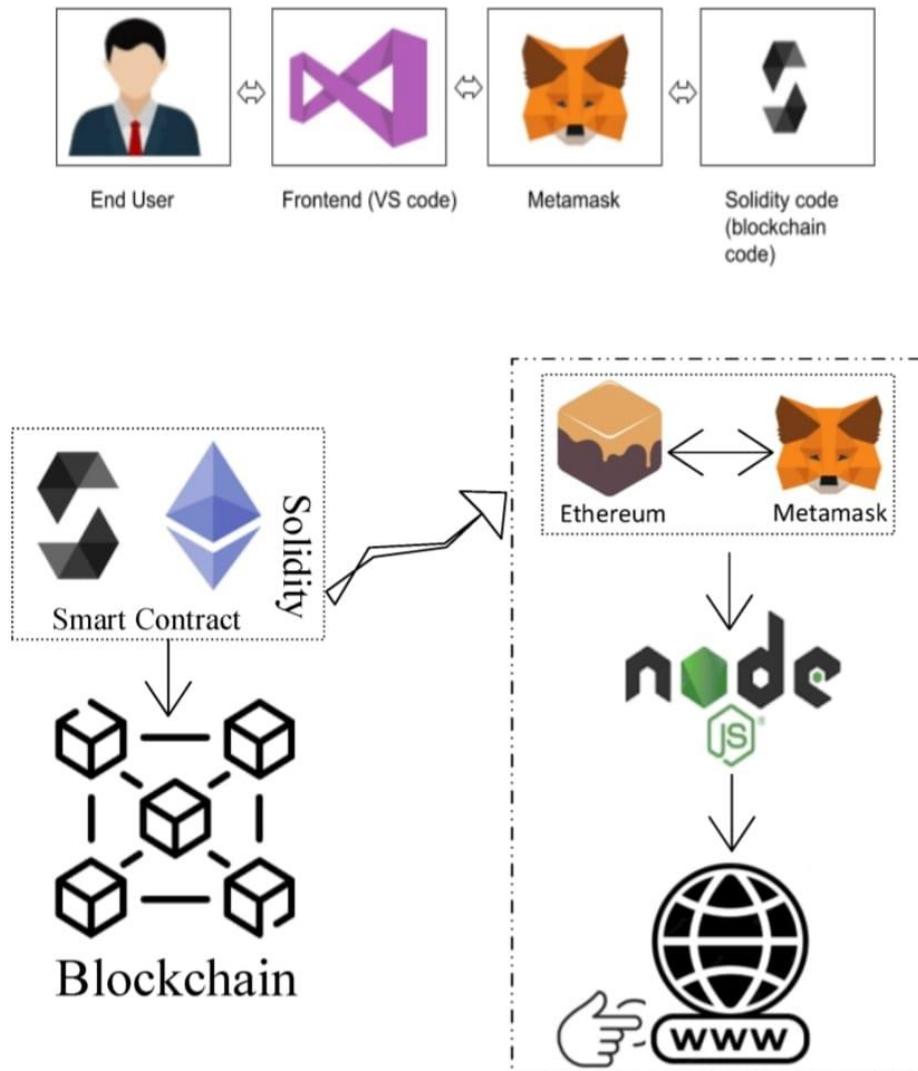 End User
Frontend (VS code)
Metamask
Solidity code
(blockchain
code)
Solidity
Smart Contract
Ethereum
Metamask
node
JS®
Blockchain
www